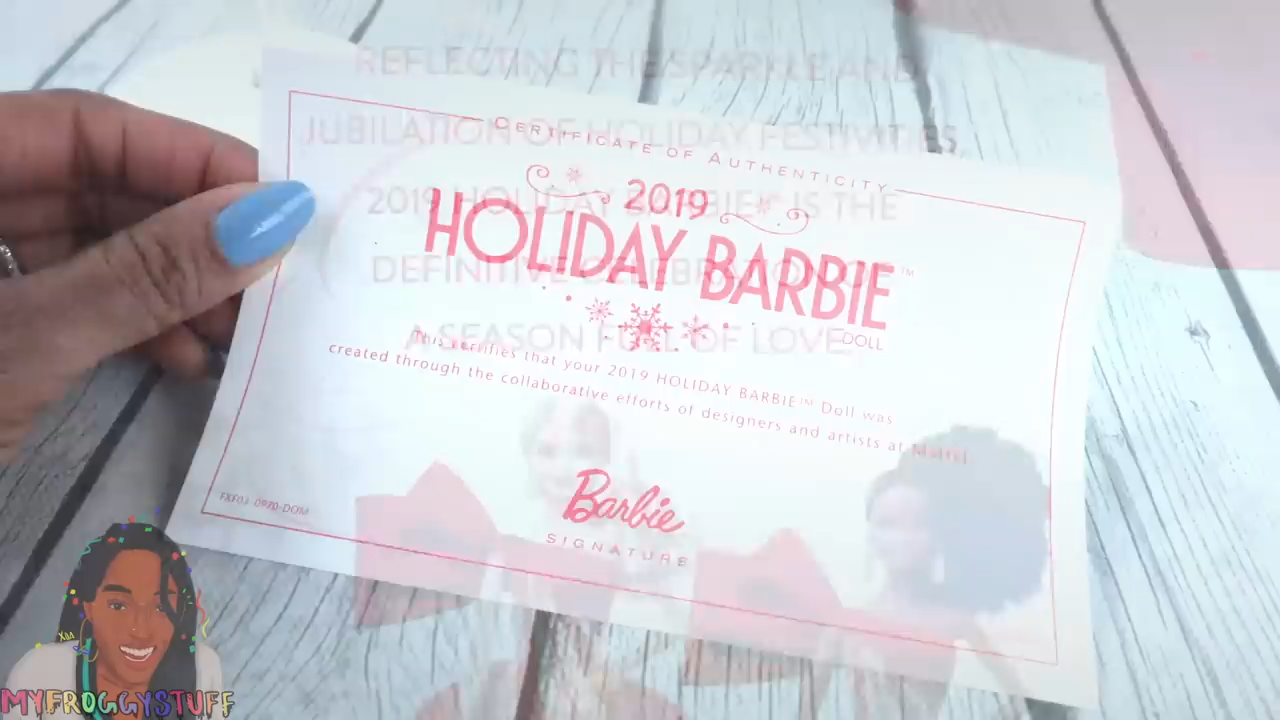 REFLECTING THE SPARKLE AND
JUBILATION OF HOLIDAY FESTIVITIES,
2019 HOLIDAY BARBIE™ IS THE
DEFINITIVE CELEBRATION OF
A SEASON FULL OF LOVE.
CERTIFICATE OF AUTHENTICITY
2019
HOLIDAY BARBIE™
DOLL
This certifies that your 2019 HOLIDAY BARBIE™ Doll was
created through the collaborative efforts of designers and artists at Mattel.
Barbie
SIGNATURE
FXF01-0970-DOM
MYFROGGYSTUFF